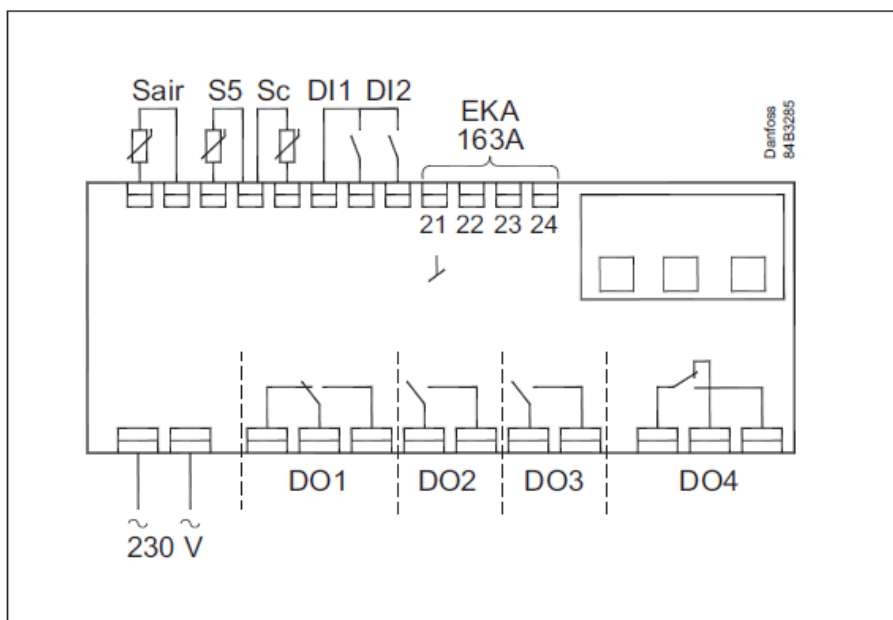 Sair S5 Sc DI1 DI2
EKA
163A
Danfoss
84B3285
21 22 23 24
DO1 DO2 DO3 DO4
230 V